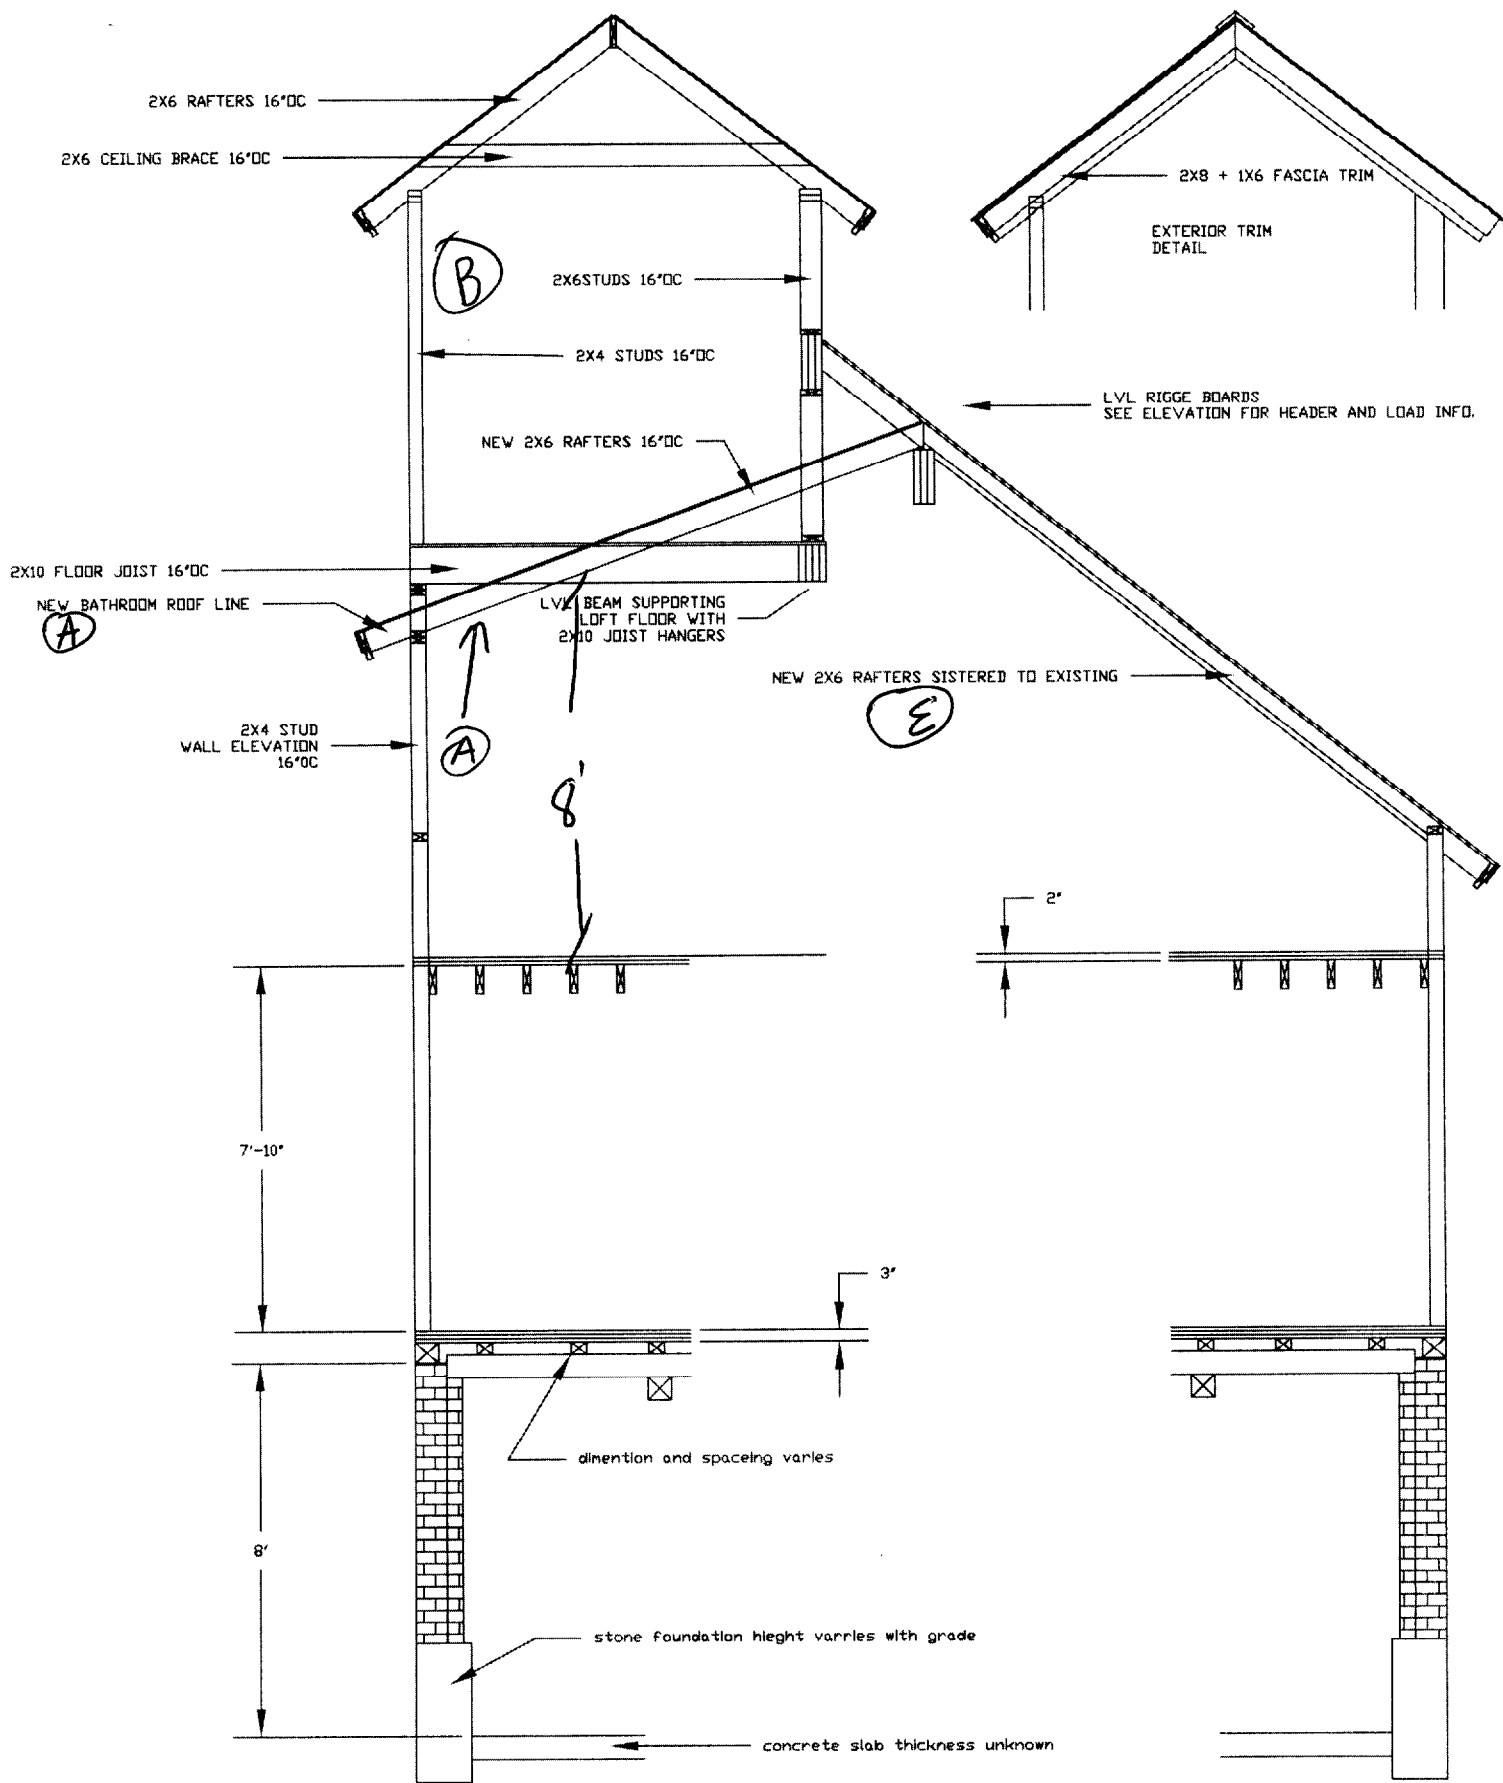 2X6 RAFTERS 16"OC
2X6 CEILING BRACE 16"OC
2X8 + 1X6 FASCIA TRIM
EXTERIOR TRIM
DETAIL
B
2X6STUDS 16"OC
2X4 STUDS 16"OC
LVL RIGGE BOARDS
SEE ELEVATION FOR HEADER AND LOAD INFO.
NEW 2X6 RAFTERS 16"OC
2X10 FLOOR JOIST 16"OC
NEW BATHROOM ROOF LINE
A
LVL BEAM SUPPORTING
LOFT FLOOR WITH
2X10 JOIST HANGERS
NEW 2X6 RAFTERS SISTERED TO EXISTING
E
2X4 STUD
WALL ELEVATION
16"OC
A
8'
2"
7'-10"
3"
dimention and spaceing varies
8'
stone foundation hieght varries with grade
concrete slab thickness unknown